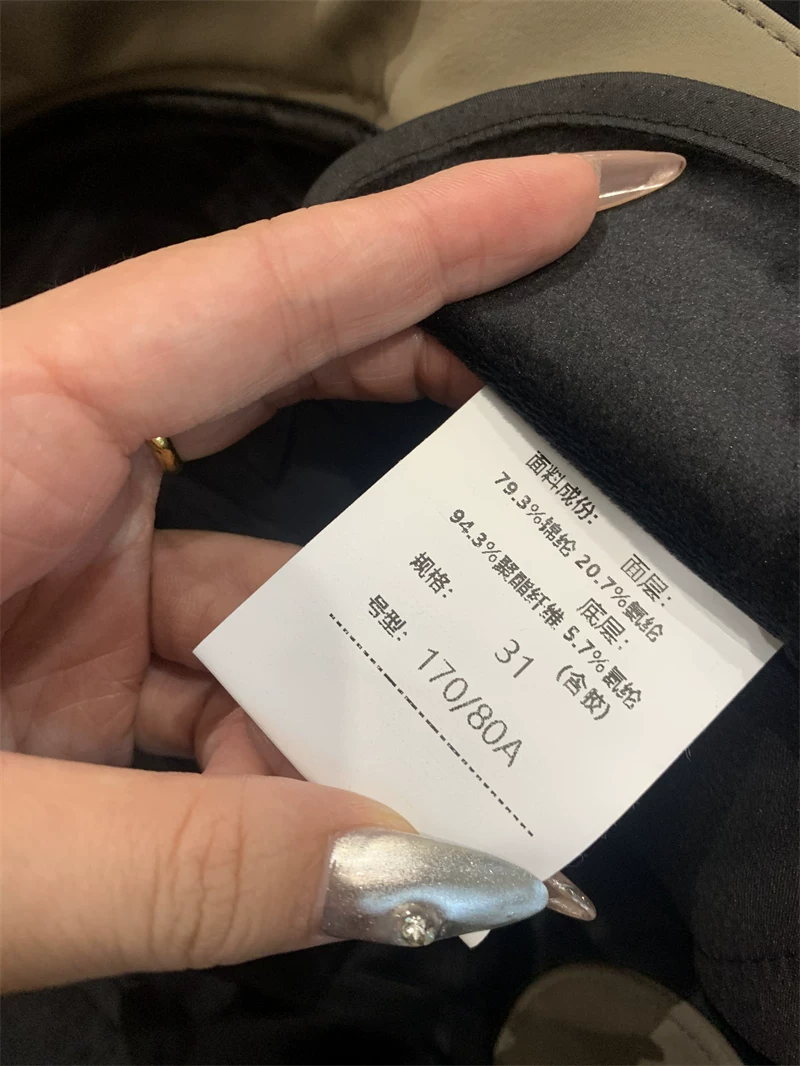 面料成份:
面层:
79.3%锦纶 20.7%氨纶
底层:
94.3%聚酯纤维 5.7%氨纶
(含胶)
规格: 31
号型: 170/80A